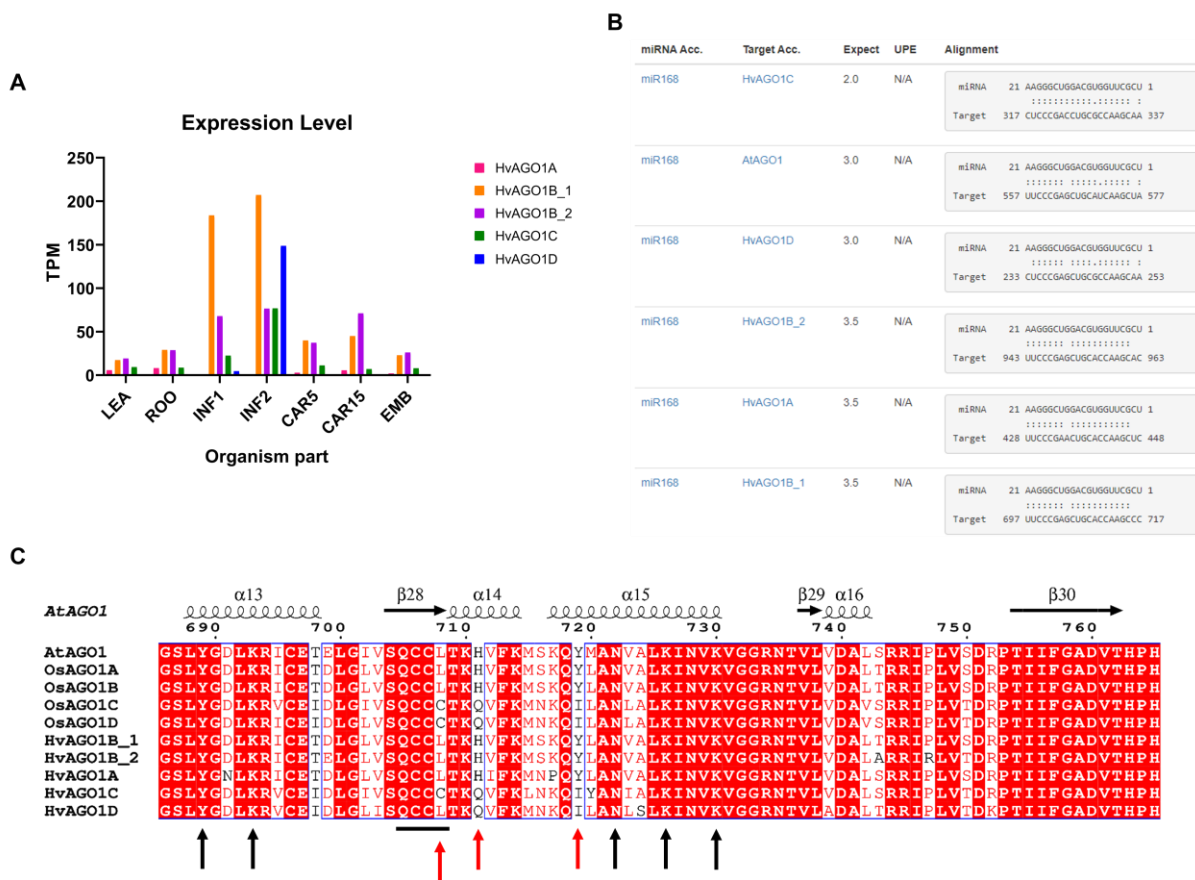 A
Expression Level
250
200
150
100
50
0
TPM
LEA
ROO
INF1
INF2
CAR5
CAR15
EMB
Organism part
HvAGO1A
HvAGO1B_1
HvAGO1B_2
HvAGO1C
HvAGO1D
B
miRNA Acc. Target Acc. Expect UPE Alignment
miR168 HvAGO1C 2.0 N/A
miRNA 21 AAGGGCUGGACGUGGUUCGCU 1
:::::::::::.:::::: :
Target 317 CUCCCGACCUGCGCCAAGCAA 337
miR168 AtAGO1 3.0 N/A
miRNA 21 AAGGGCUGGACGUGGUUCGCU 1
::::::: :::::.::::: :
Target 557 UUCCCGAGCUGCAUCAAGCUA 577
miR168 HvAGO1D 3.0 N/A
miRNA 21 AAGGGCUGGACGUGGUUCGCU 1
:::::: ::::.:::::: :
Target 233 CUCCCGAGCUGCGCCAAGCAA 253
miR168 HvAGO1B_2 3.5 N/A
miRNA 21 AAGGGCUGGACGUGGUUCGCU 1
::::::: :::::::::::
Target 943 UUCCCGAGCUGCACCAAGCAC 963
miR168 HvAGO1A 3.5 N/A
miRNA 21 AAGGGCUGGACGUGGUUCGCU 1
::::::: :::::::::::
Target 428 UUCCCGAACUGCACCAAGCUC 448
miR168 HvAGO1B_1 3.5 N/A
miRNA 21 AAGGGCUGGACGUGGUUCGCU 1
::::::: :::::::::::
Target 697 UUCCCGAGCUGCACCAAGCCC 717
C
AtAGO1 α13 β28 α14 α15 β29 α16 β30
690 700 710 720 730 740 750 760
AtAGO1 GSLYGDLKRICETELGIVSQCCLTKHVFKMSKQYMANVALKINVKVGGRNTVLVDALSRRIPLVSDRPTIIFGADVTHPH
OsAGO1A GSLYGDLKRICETDLGLVSQCCLTKHVFKMSKQYLANVALKINVKVGGRNTVLVDALTRRIPLVSDRPTIIFGADVTHPH
OsAGO1B GSLYGDLKRICETDLGLVSQCCLTKHVFKMSKQYLANVALKINVKVGGRNTVLVDALTRRIPLVSDRPTIIFGADVTHPH
OsAGO1C GSLYGDLKRVCEIDLGLVSQCCCTKQVFKMNKQILANLALKINVKVGGRNTVLVDAVSRRIPLVTDRPTIIFGADVTHPH
OsAGO1D GSLYGDLKRICEIDLGLVSQCCCTKQVFKMNKQILANLALKINVKVGGRNTVLVDAVSRRIPLVTDRPTIIFGADVTHPH
HvAGO1B_1 GSLYGDLKRICETDLGLVSQCCLTKHVFKMSKQYLANVALKINVKVGGRNTVLVDALTRRIPLVSDRPTIIFGADVTHPH
HvAGO1B_2 GSLYGDLKRICETDLGLVSQCCLTKHVFKMSKQYLANVALKINVKVGGRNTVLVDALARRIRLVSDRPTIIFGADVTHPH
HvAGO1A GSLYGNLKRICETDLGLVSQCCLTKHVFKMNPQYLANVALKINVKVGGRNTVLVDALTRRIPLVSDRPTIIFGADVTHPH
HvAGO1C GSLYGDLKRVCEIDLGLVSQCCCTKQVFKLNKQIYANIALKINVKVGGRNTVLADAVSRRIPLVTDRPTIIFGADVTHPH
HvAGO1D GSLYGDLKRICEIDLGLISQCCLTKQVFKMNKQILANLSLKINVKVGGRNTVLADAISRRIPLVTDKPTIIFGADVTHPH